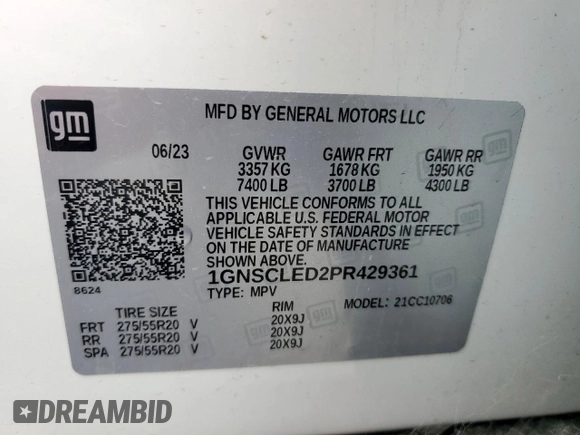 gm
MFD BY GENERAL MOTORS LLC
06/23 GVWR GAWR FRT GAWR RR
3357 KG 1678 KG 1950 KG
7400 LB 3700 LB 4300 LB
THIS VEHICLE CONFORMS TO ALL
APPLICABLE U.S. FEDERAL MOTOR
VEHICLE SAFETY STANDARDS IN EFFECT
ON THE DATE OF MANUFACTURE
SHOWN ABOVE.
1GNSCLED2PR429361
8624
TYPE: MPV MODEL: 21CC10706
TIRE SIZE RIM
FRT 275/55R20 V 20X9J
RR 275/55R20 V 20X9J
SPA 275/55R20 V 20X9J
DREAMBID